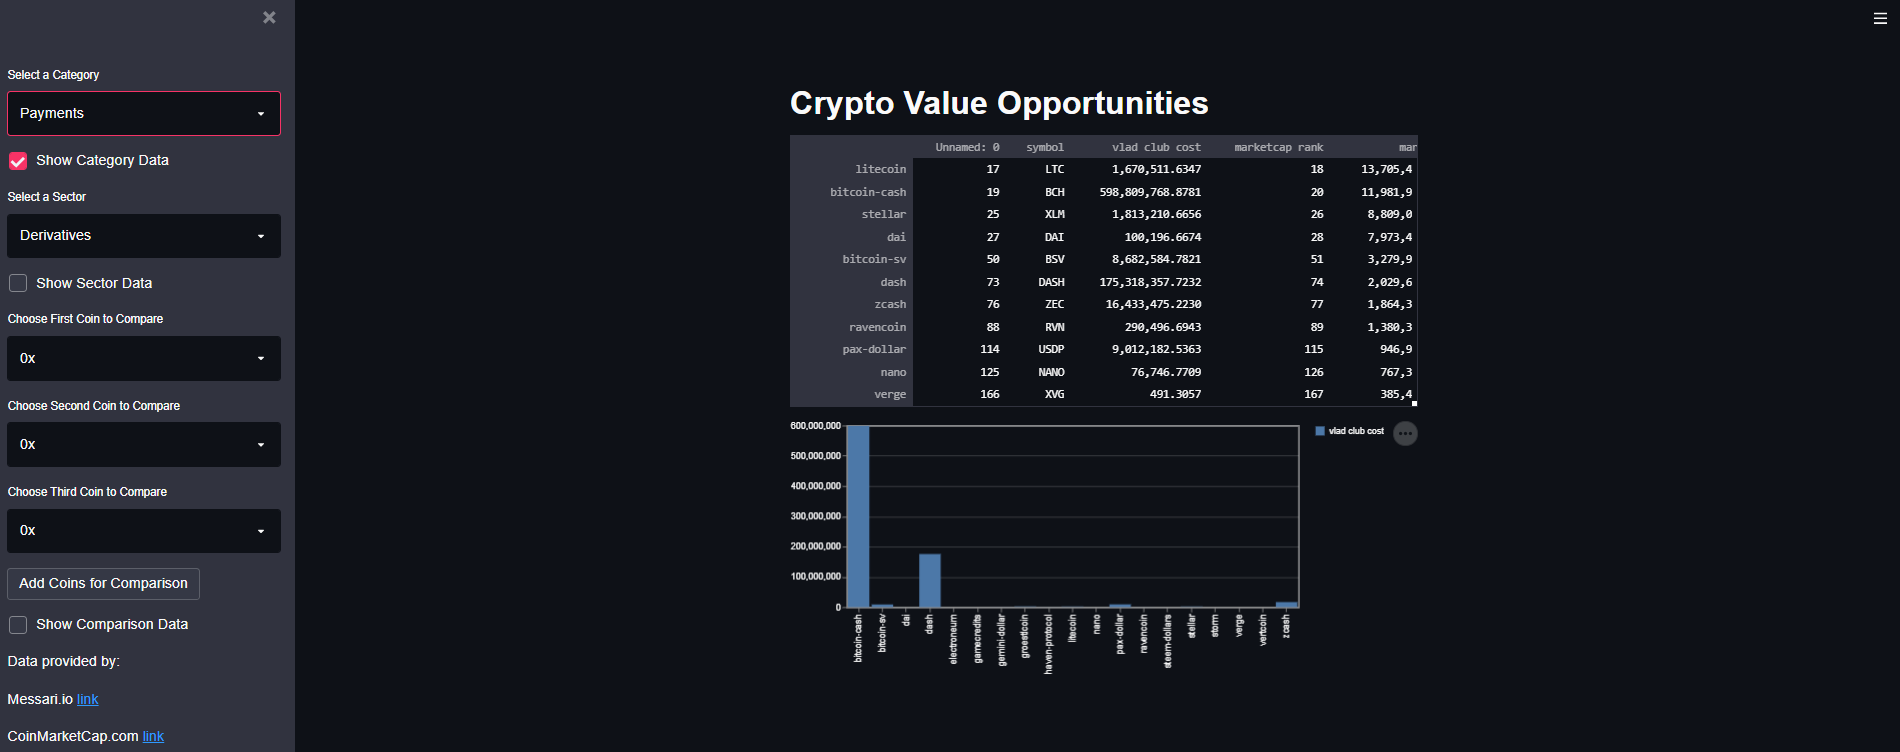 Select a Category
Payments
Show Category Data
Select a Sector
Derivatives
Show Sector Data
Choose First Coin to Compare
0x
Choose Second Coin to Compare
0x
Choose Third Coin to Compare
0x
Add Coins for Comparison
Show Comparison Data
Data provided by:
Messari.io link
CoinMarketCap.com link
Crypto Value Opportunities
Unnamed: 0 symbol vlad club cost marketcap rank mar
litecoin 17 LTC 1,670,511.6347 18 13,705,4
bitcoin-cash 19 BCH 598,809,768.8781 20 11,981,9
stellar 25 XLM 1,813,210.6656 26 8,809,0
dai 27 DAI 100,196.6674 28 7,973,4
bitcoin-sv 50 BSV 8,682,584.7821 51 3,279,9
dash 73 DASH 175,318,357.7232 74 2,029,6
zcash 76 ZEC 16,433,475.2230 77 1,864,3
ravencoin 88 RVN 290,496.6943 89 1,380,3
pax-dollar 114 USDP 9,012,182.5363 115 946,9
nano 125 NANO 76,746.7709 126 767,3
verge 166 XVG 491.3057 167 385,4
600,000,000
500,000,000
400,000,000
300,000,000
200,000,000
100,000,000
0
vlad club cost
bitcoin-cash
bitcoin-sv
dai
dash
electroneum
gamecredits
gemini-dollar
groestlcoin
haven-protocol
litecoin
nano
pax-dollar
ravencoin
steem-dollars
stellar
storm
verge
vertcoin
zcash